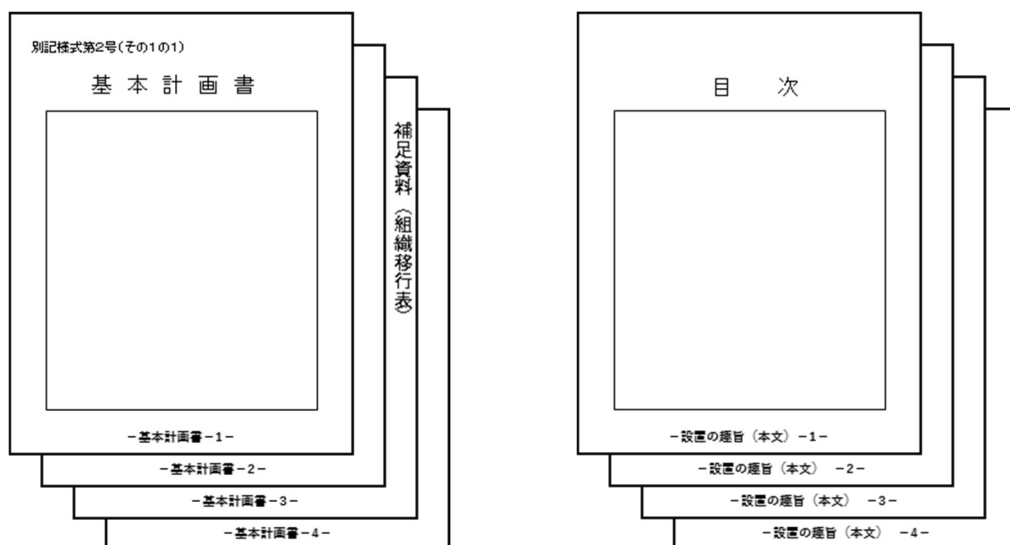 別記様式第2号(その1の1)
基本計画書
補足資料（組織移行表）
－基本計画書－1－
－基本計画書－2－
－基本計画書－3－
－基本計画書－4－
目　次
－設置の趣旨（本文）－1－
－設置の趣旨（本文）　－2－
－設置の趣旨（本文）　－3－
－設置の趣旨（本文）　－4－